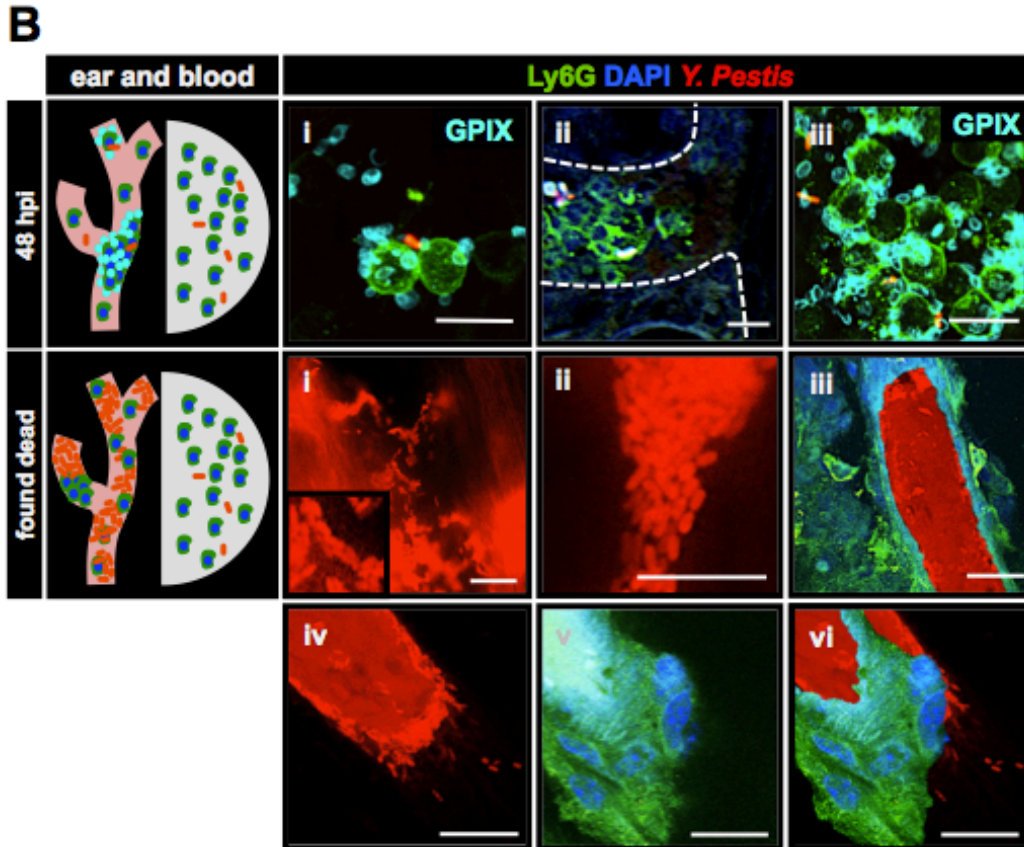 B
ear and blood
Ly6G DAPI Y. Pestis
48 hpi
i
GPIX
ii
iii
GPIX
found dead
i
ii
iii
iv
v
vi